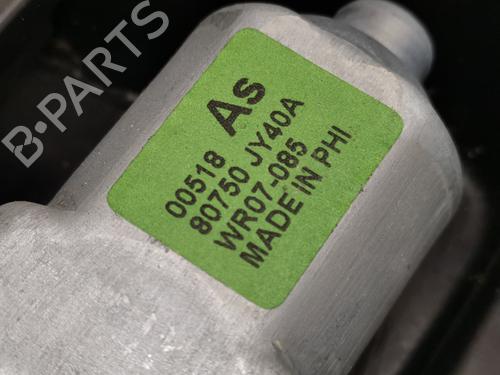 B-PARTS
As
00518
80750 JY40A
WR07-085
MADE IN PHI